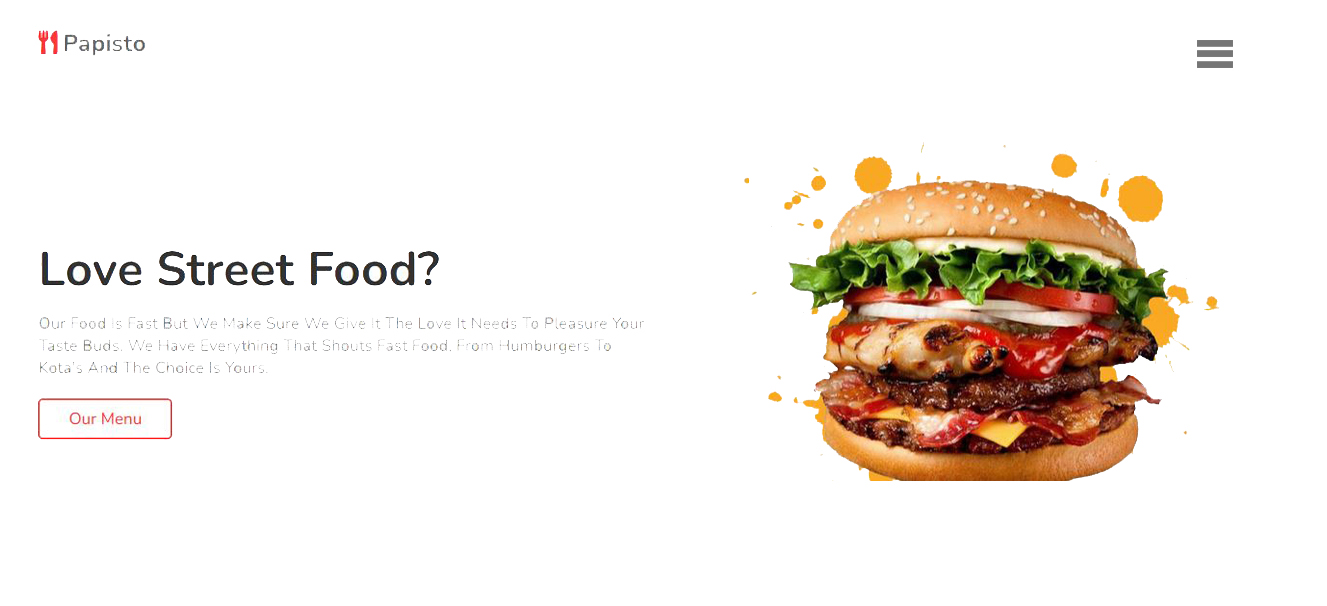 Papisto
Love Street Food?
Our Food Is Fast But We Make Sure We Give It The Love It Needs To Pleasure Your
Taste Buds. We Have Everything That Shouts Fast Food, From Humburgers To
Kota's And The Choice Is Yours.
Our Menu